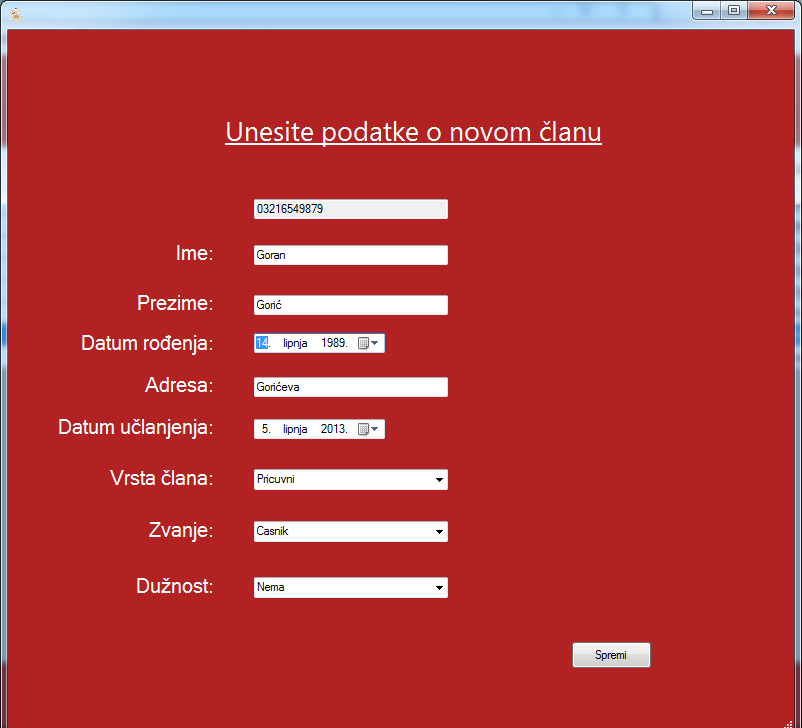 Unesite podatke o novom članu
03216549879
Ime: Goran
Prezime: Gorić
Datum rođenja: 14. lipnja 1989.
Adresa: Gorićeva
Datum učlanjenja: 5. lipnja 2013.
Vrsta člana: Pricuvni
Zvanje: Casnik
Dužnost: Nema
Spremi